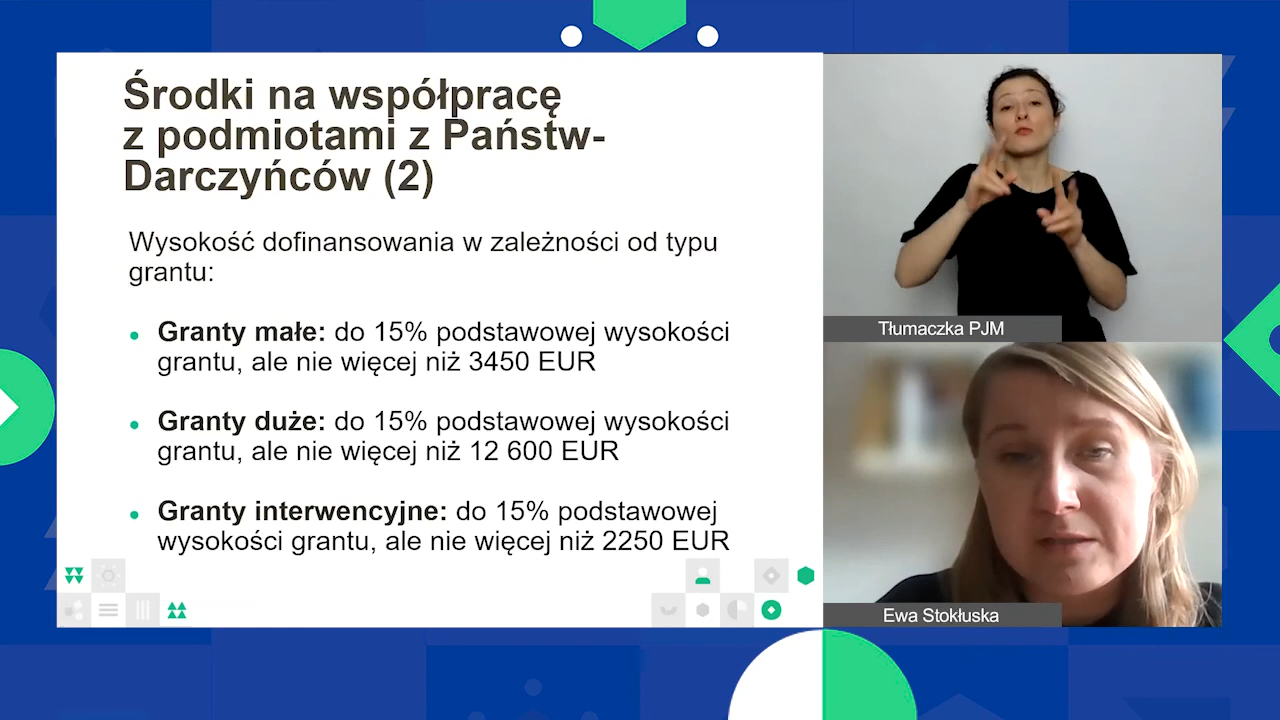 Środki na współpracę
z podmiotami z Państw-
Darczyńców (2)
Wysokość dofinansowania w zależności od typu
grantu:
Granty małe: do 15% podstawowej wysokości
grantu, ale nie więcej niż 3450 EUR
Granty duże: do 15% podstawowej wysokości
grantu, ale nie więcej niż 12 600 EUR
Granty interwencyjne: do 15% podstawowej
wysokości grantu, ale nie więcej niż 2250 EUR
Tłumaczka PJM
Ewa Stokłuska